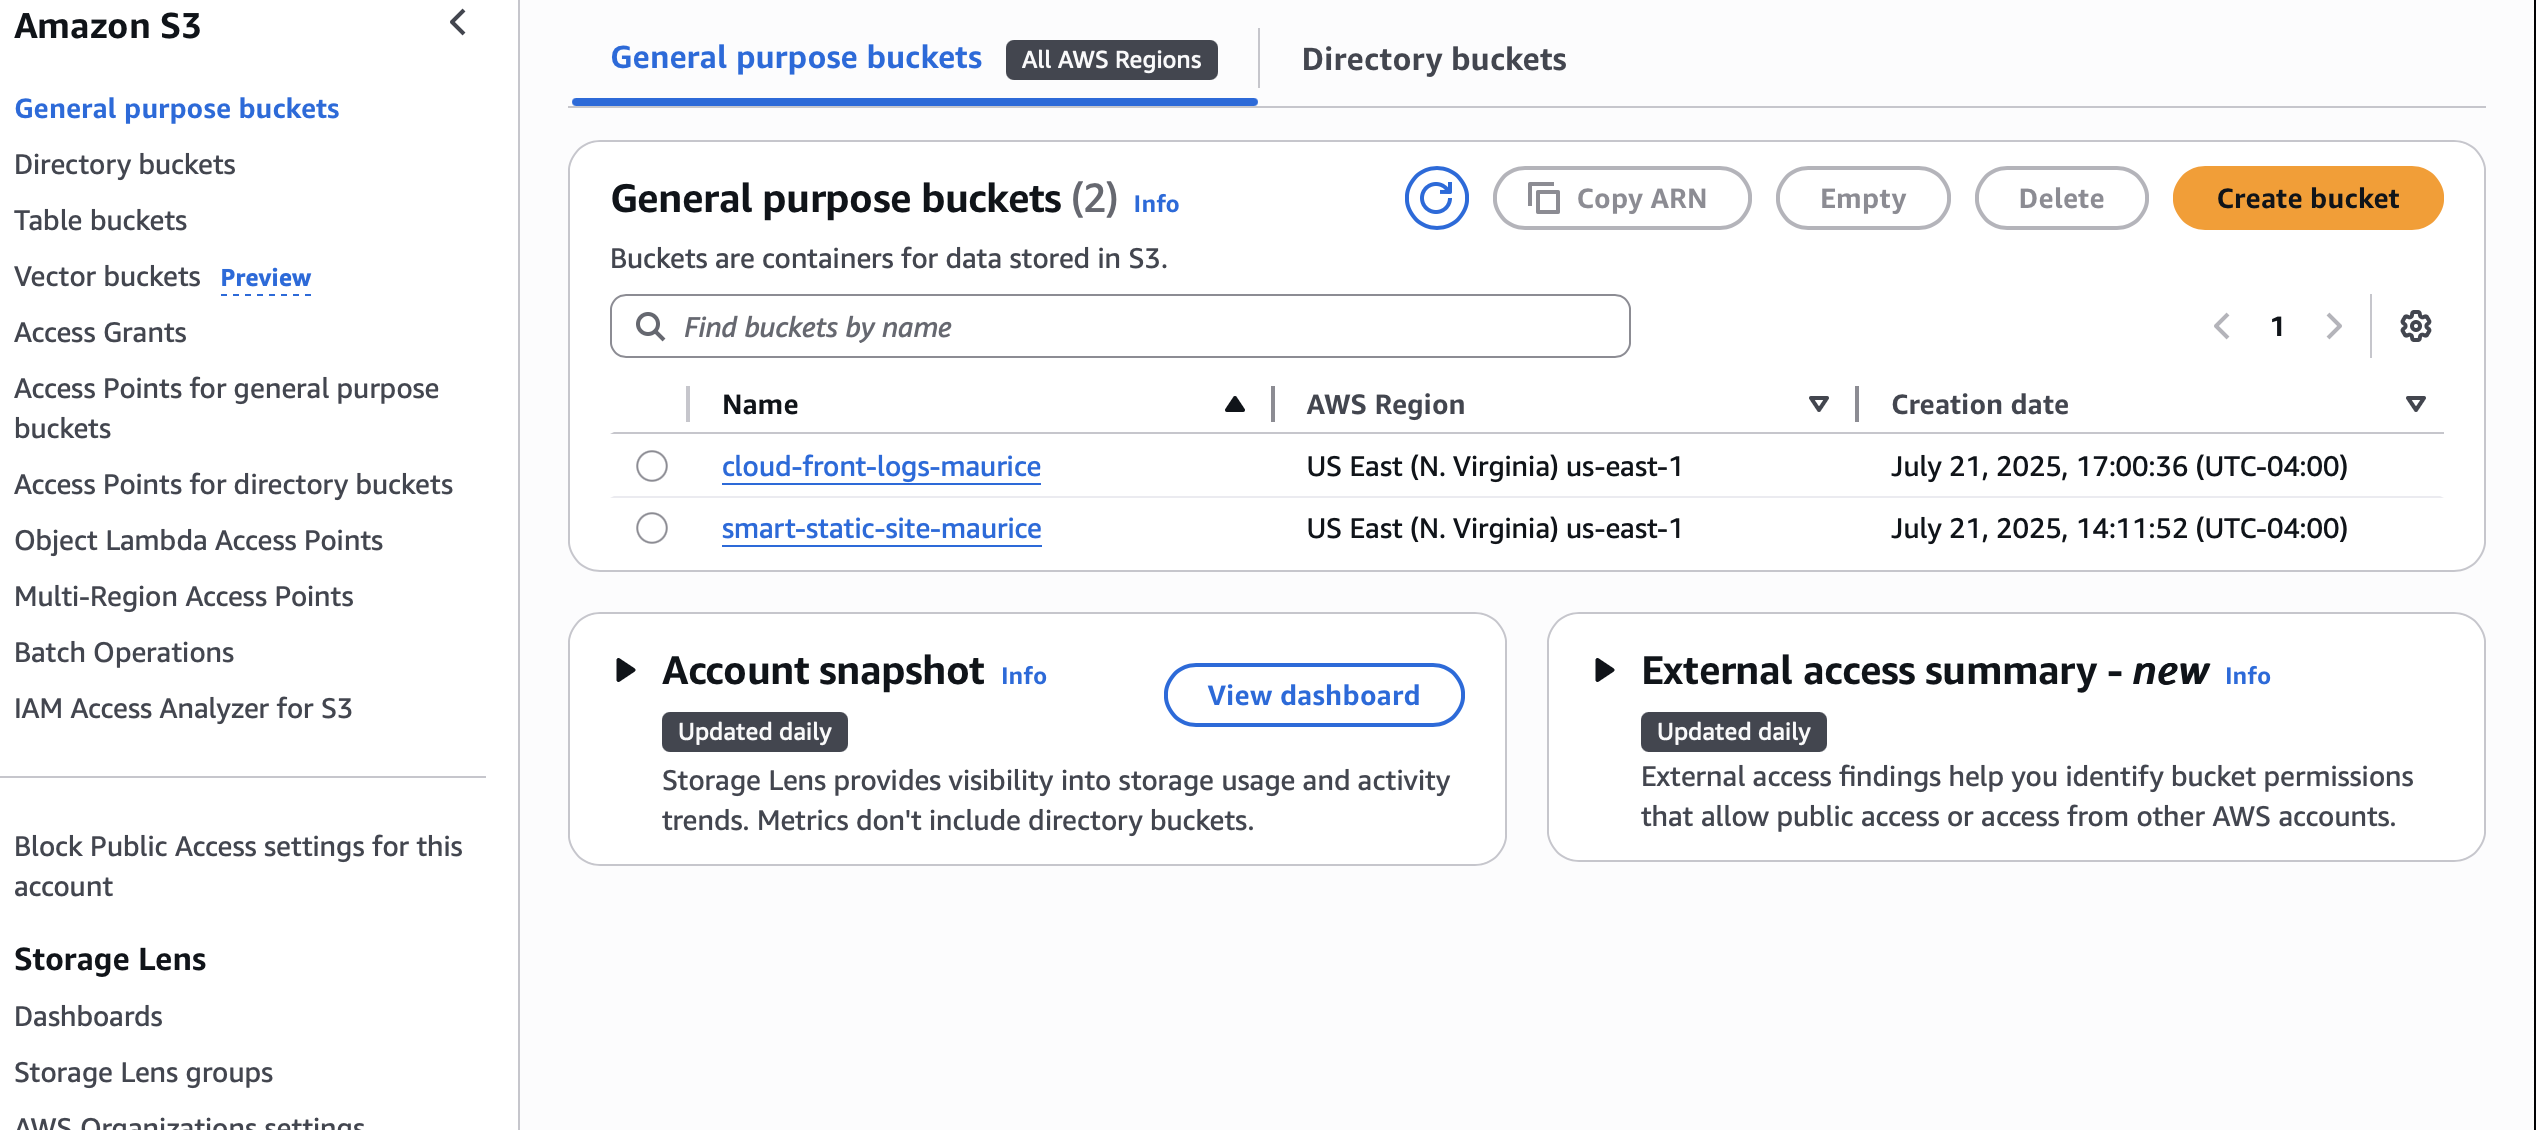 Amazon S3
General purpose buckets
Directory buckets
Table buckets
Vector buckets Preview
Access Grants
Access Points for general purpose
buckets
Access Points for directory buckets
Object Lambda Access Points
Multi-Region Access Points
Batch Operations
IAM Access Analyzer for S3
Block Public Access settings for this
account
Storage Lens
Dashboards
Storage Lens groups
AWS Organizations settings
General purpose buckets All AWS Regions Directory buckets
General purpose buckets (2) Info Copy ARN Empty Delete Create bucket
Buckets are containers for data stored in S3.
Find buckets by name 1
Name AWS Region Creation date
cloud-front-logs-maurice US East (N. Virginia) us-east-1 July 21, 2025, 17:00:36 (UTC-04:00)
smart-static-site-maurice US East (N. Virginia) us-east-1 July 21, 2025, 14:11:52 (UTC-04:00)
Account snapshot Info View dashboard
Updated daily
Storage Lens provides visibility into storage usage and activity
trends. Metrics don't include directory buckets.
External access summary - new Info
Updated daily
External access findings help you identify bucket permissions
that allow public access or access from other AWS accounts.